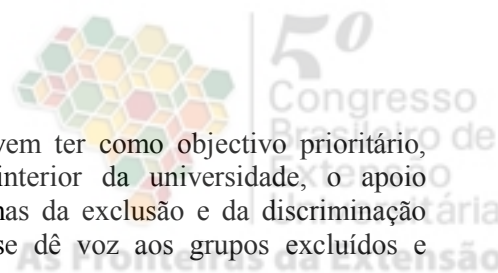 5º
Congresso
Brasileiro de
Extensão
Universitária
As Fronteiras da Extensão
vem ter como objectivo prioritário,
interior da universidade, o apoio
nas da exclusão e da discriminação
se dê voz aos grupos excluídos e